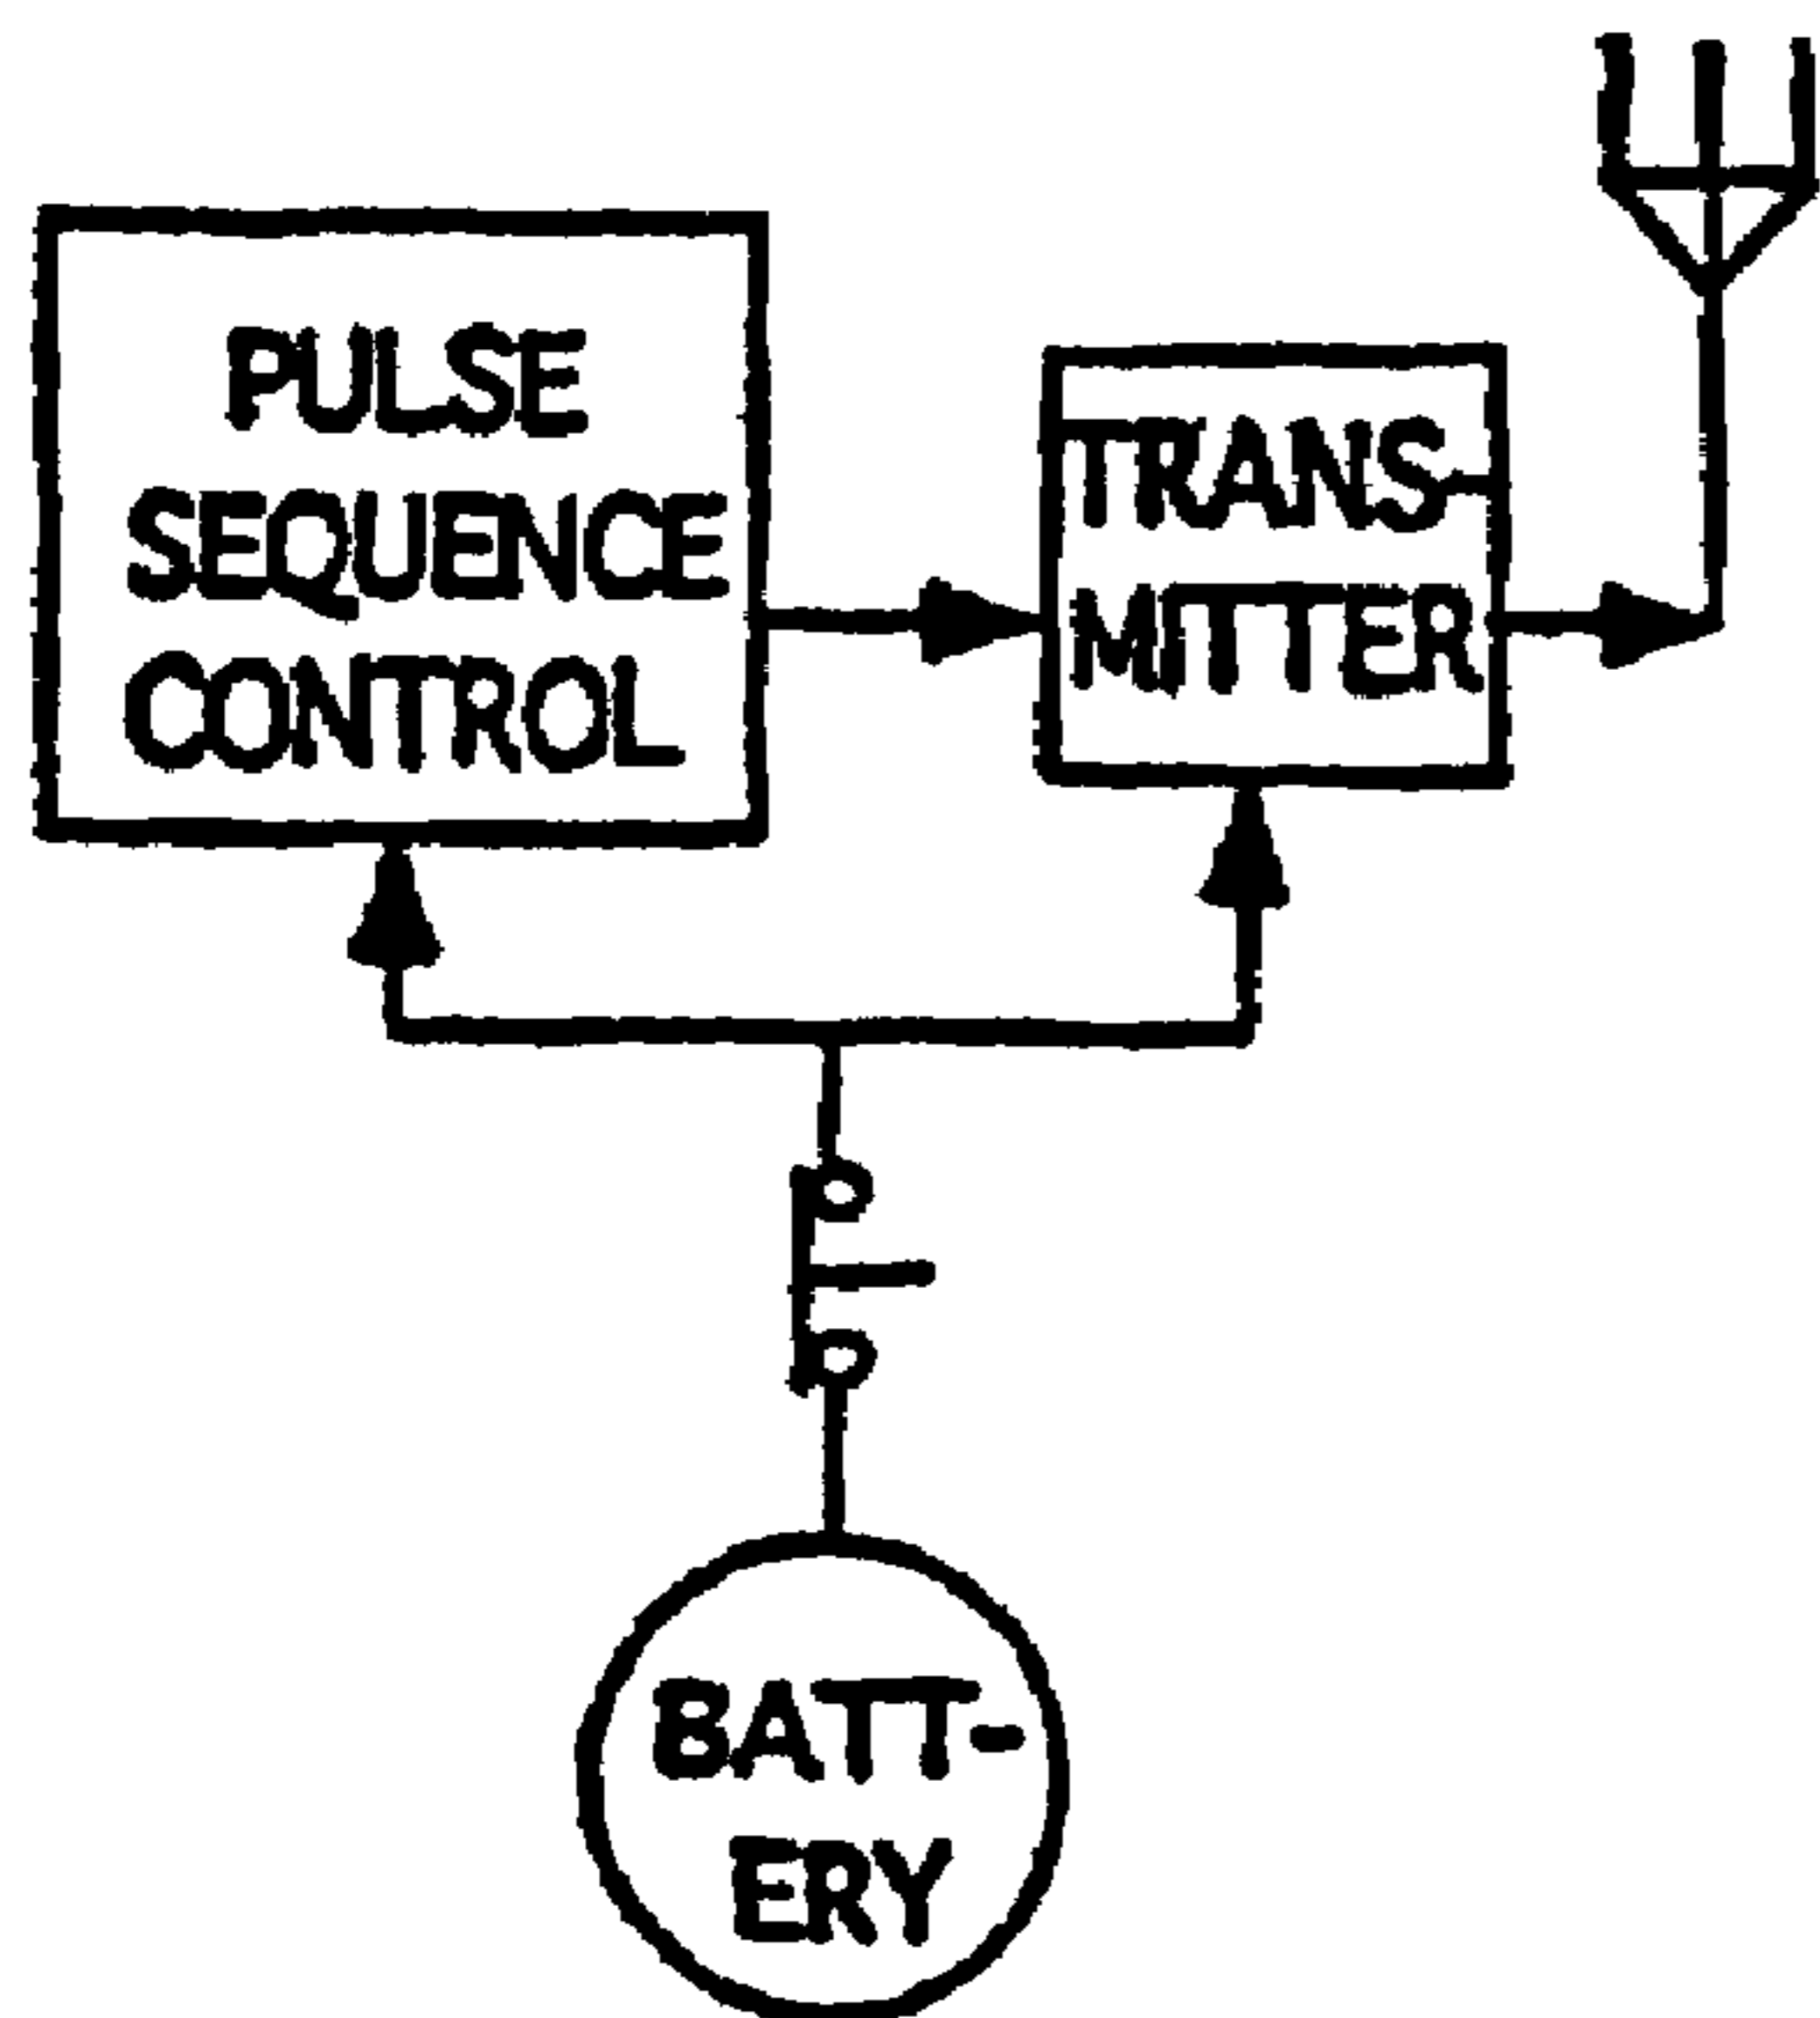 PULSE
SEQUENCE
CONTROL
TRANS-
MITTER
BATT-
ERY